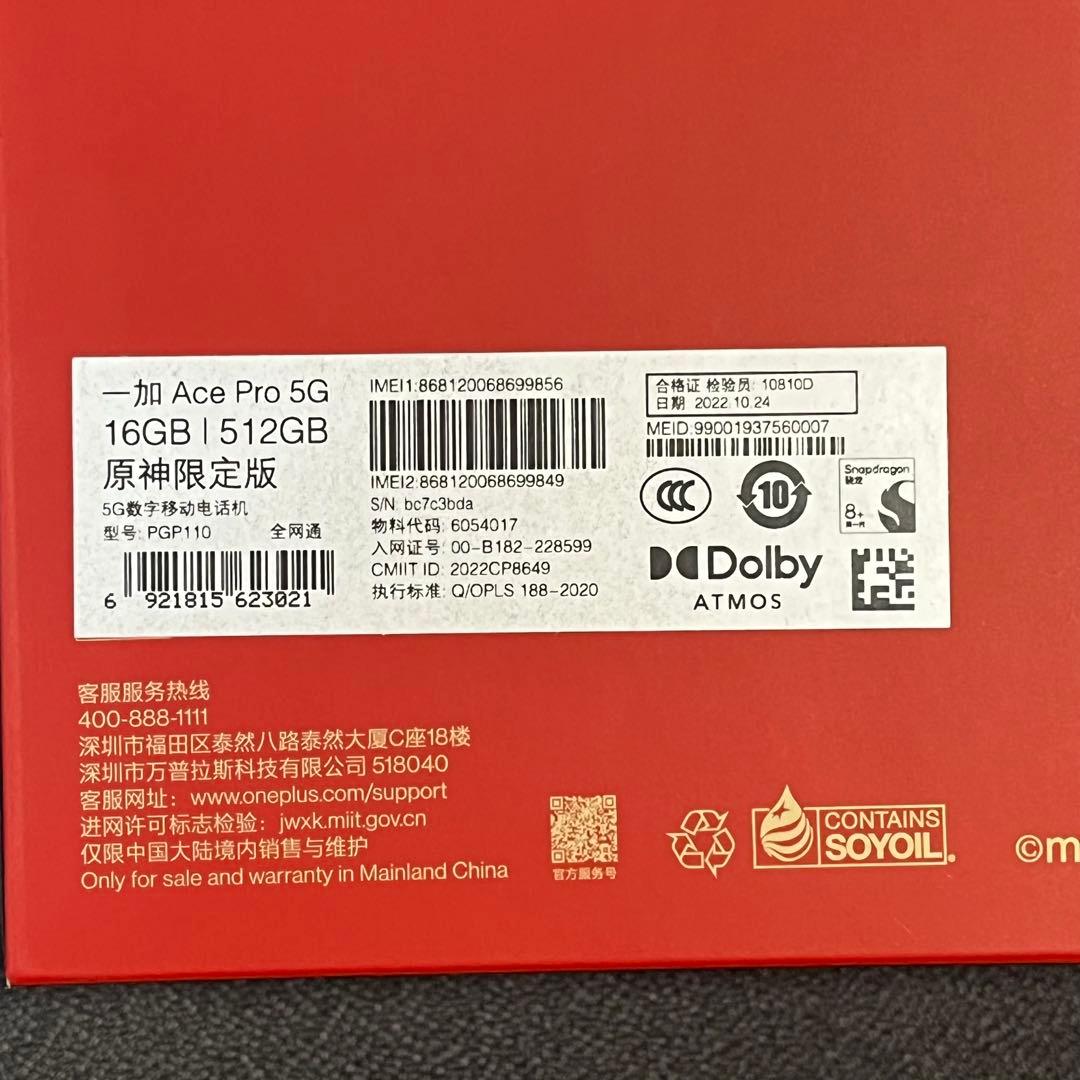 一加 Ace Pro 5G
16GB | 512GB
原神限定版
5G数字移动电话机
型号: PGP110 全网通
6 921815 623021
IMEI1:868120068699856
IMEI2:868120068699849
S/N: bc7c3bda
物料代码: 6054017
入网证号: 00-B182-228599
CMIIT ID: 2022CP8649
执行标准: Q/OPLS 188-2020
合格证 检验员: 10810D
日期: 2022.10.24
MEID:99001937560007
CCC
10
Snapdragon
骁龙
8+
第一代
Dolby
ATMOS
客服服务热线
400-888-1111
深圳市福田区泰然八路泰然大厦C座18楼
深圳市万普拉斯科技有限公司 518040
客服网址：www.oneplus.com/support
进网许可标志检验：jwxk.miit.gov.cn
仅限中国大陆境内销售与维护
Only for sale and warranty in Mainland China
官方服务号
CONTAINS
SOYOIL®
©m